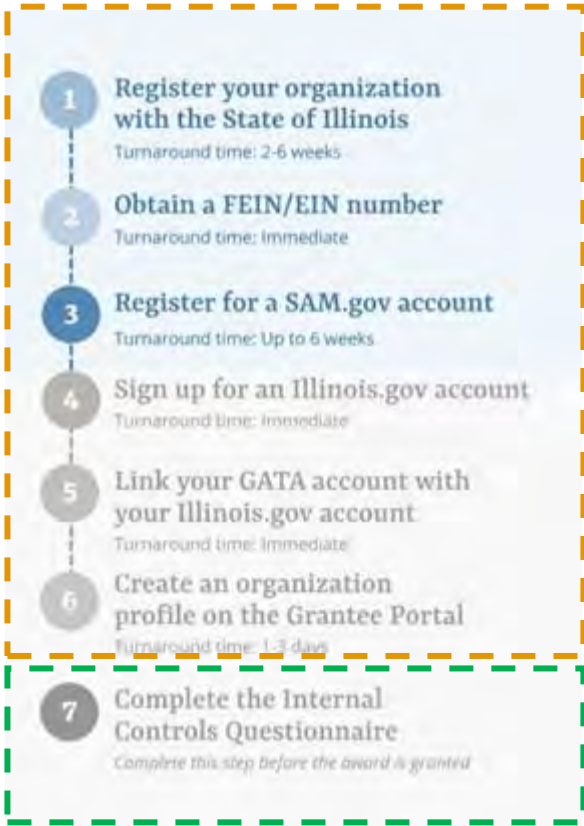 1
Register your organization
with the State of Illinois
Turnaround time: 2-6 weeks
2
Obtain a FEIN/EIN number
Turnaround time: Immediate
3
Register for a SAM.gov account
Turnaround time: Up to 6 weeks
4
Sign up for an Illinois.gov account
Turnaround time: Immediate
5
Link your GATA account with
your Illinois.gov account
Turnaround time: Immediate
6
Create an organization
profile on the Grantee Portal
Turnaround time: 1-3 days
7
Complete the Internal
Controls Questionnaire
Complete this step before the award is granted